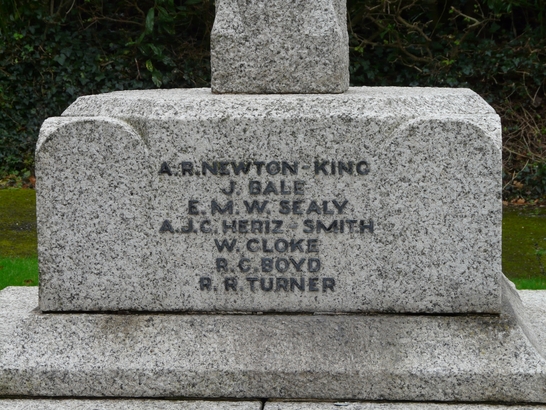 A.R. NEWTON-KING
J. BALE
E.M.W. SEALY
A.J.C. HERIZ-SMITH
W. CLOKE
R.C. BOYD
R.R. TURNER